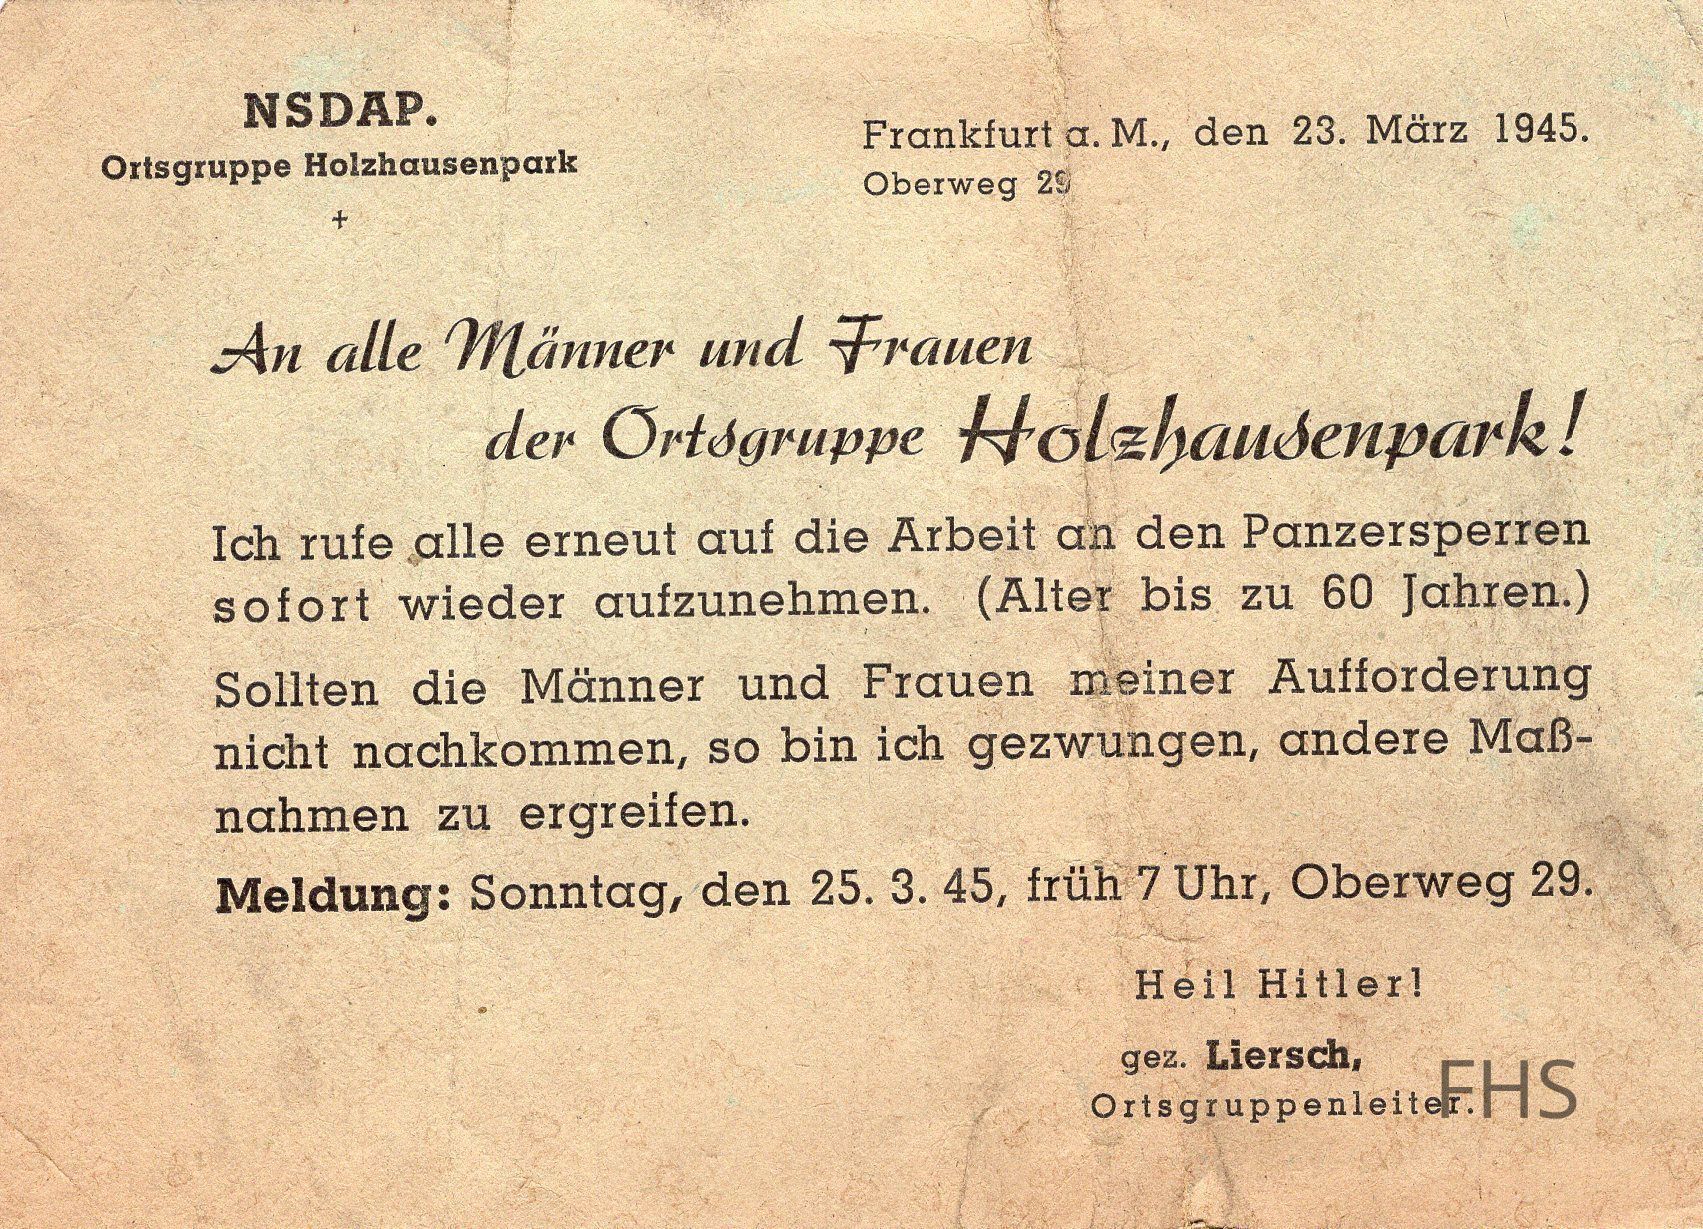 NSDAP.
Ortsgruppe Holzhausenpark
+
Frankfurt a. M., den 23. März 1945.
Oberweg 29
An alle Männer und Frauen
der Ortsgruppe Holzhausenpark!
Ich rufe alle erneut auf die Arbeit an den Panzersperren
sofort wieder aufzunehmen. (Alter bis zu 60 Jahren.)
Sollten die Männer und Frauen meiner Aufforderung
nicht nachkommen, so bin ich gezwungen, andere Maß-
nahmen zu ergreifen.
Meldung: Sonntag, den 25. 3. 45, früh 7 Uhr, Oberweg 29.
Heil Hitler!
gez. Liersch,
Ortsgruppenleiter.
FHS